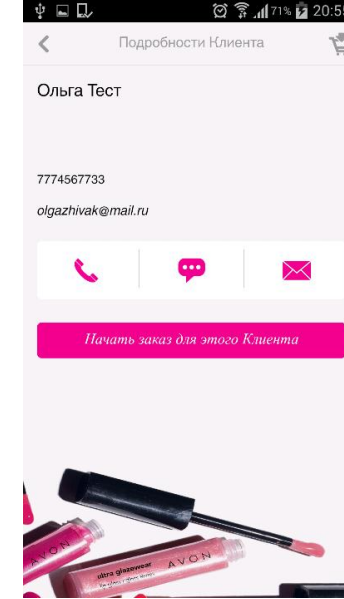 71% 20:55
Подробности Клиента
Ольга Тест
7774567733
olgazhivak@mail.ru
Начать заказ для этого Клиента
AVON
ultra glazewear
AVON